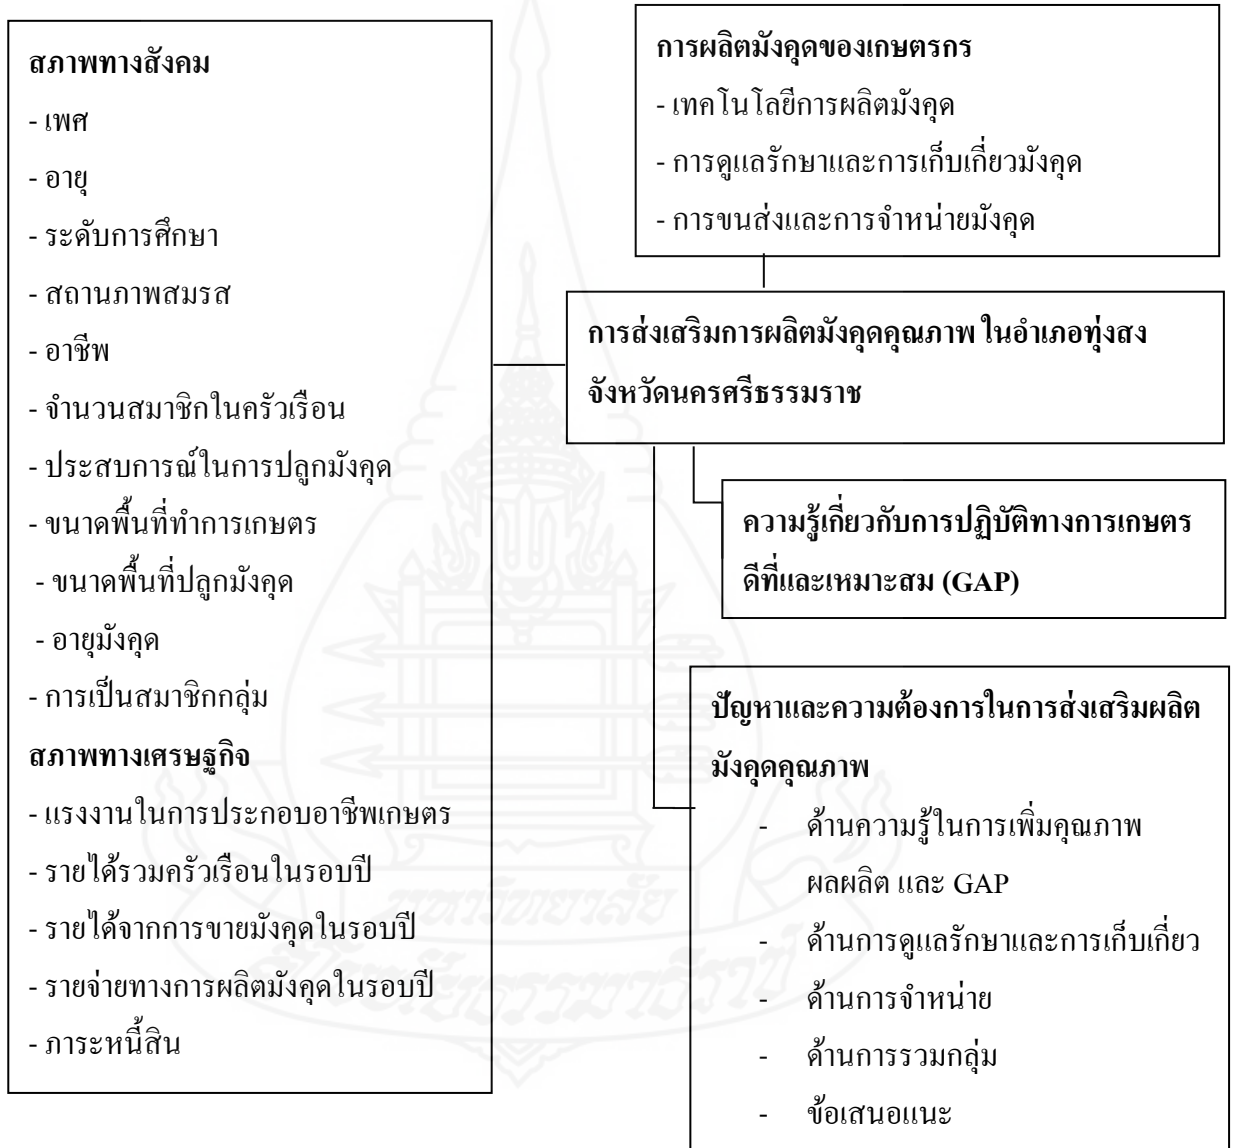 สภาพทางสังคม
- เพศ
- อายุ
- ระดับการศึกษา
- สถานภาพสมรส
- อาชีพ
- จำนวนสมาชิกในครัวเรือน
- ประสบการณ์ในการปลูกมังคุด
- ขนาดพื้นที่ทำการเกษตร
- ขนาดพื้นที่ปลูกมังคุด
- อายุมังคุด
- การเป็นสมาชิกกลุ่ม
สภาพทางเศรษฐกิจ
- แรงงานในการประกอบอาชีพเกษตร
- รายได้รวมครัวเรือนในรอบปี
- รายได้จากการขายมังคุดในรอบปี
- รายจ่ายทางการผลิตมังคุดในรอบปี
- ภาระหนี้สิน
การผลิตมังคุดของเกษตรกร
- เทคโนโลยีการผลิตมังคุด
- การดูแลรักษาและการเก็บเกี่ยวมังคุด
- การขนส่งและการจำหน่ายมังคุด
การส่งเสริมการผลิตมังคุดคุณภาพ ในอำเภอทุ่งสง
จังหวัดนครศรีธรรมราช
ความรู้เกี่ยวกับการปฏิบัติทางการเกษตร
ดีที่และเหมาะสม (GAP)
ปัญหาและความต้องการในการส่งเสริมผลิต
มังคุดคุณภาพ
- ด้านความรู้ในการเพิ่มคุณภาพ
ผลผลิต และ GAP
- ด้านการดูแลรักษาและการเก็บเกี่ยว
- ด้านการจำหน่าย
- ด้านการรวมกลุ่ม
- ข้อเสนอแนะ
มหาวิทยาลัย
สุโขทัยธรรมาธิราช